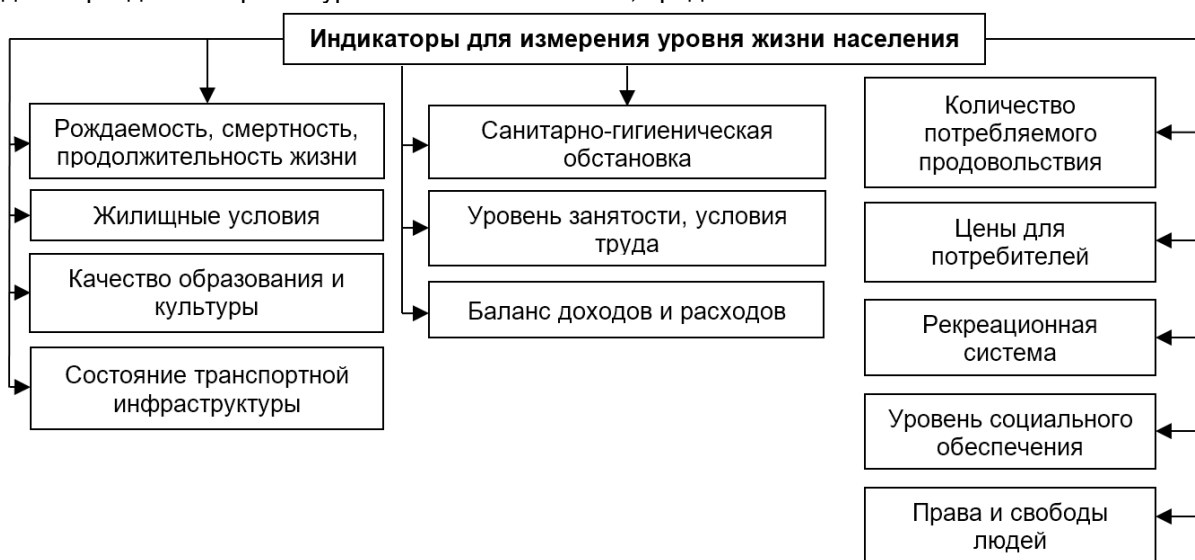 Индикаторы для измерения уровня жизни населения
Рождаемость, смертность,
продолжительность жизни
Жилищные условия
Качество образования и
культуры
Состояние транспортной
инфраструктуры
Санитарно-гигиеническая
обстановка
Уровень занятости, условия
труда
Баланс доходов и расходов
Количество
потребляемого
продовольствия
Цены для
потребителей
Рекреационная
система
Уровень социального
обеспечения
Права и свободы
людей